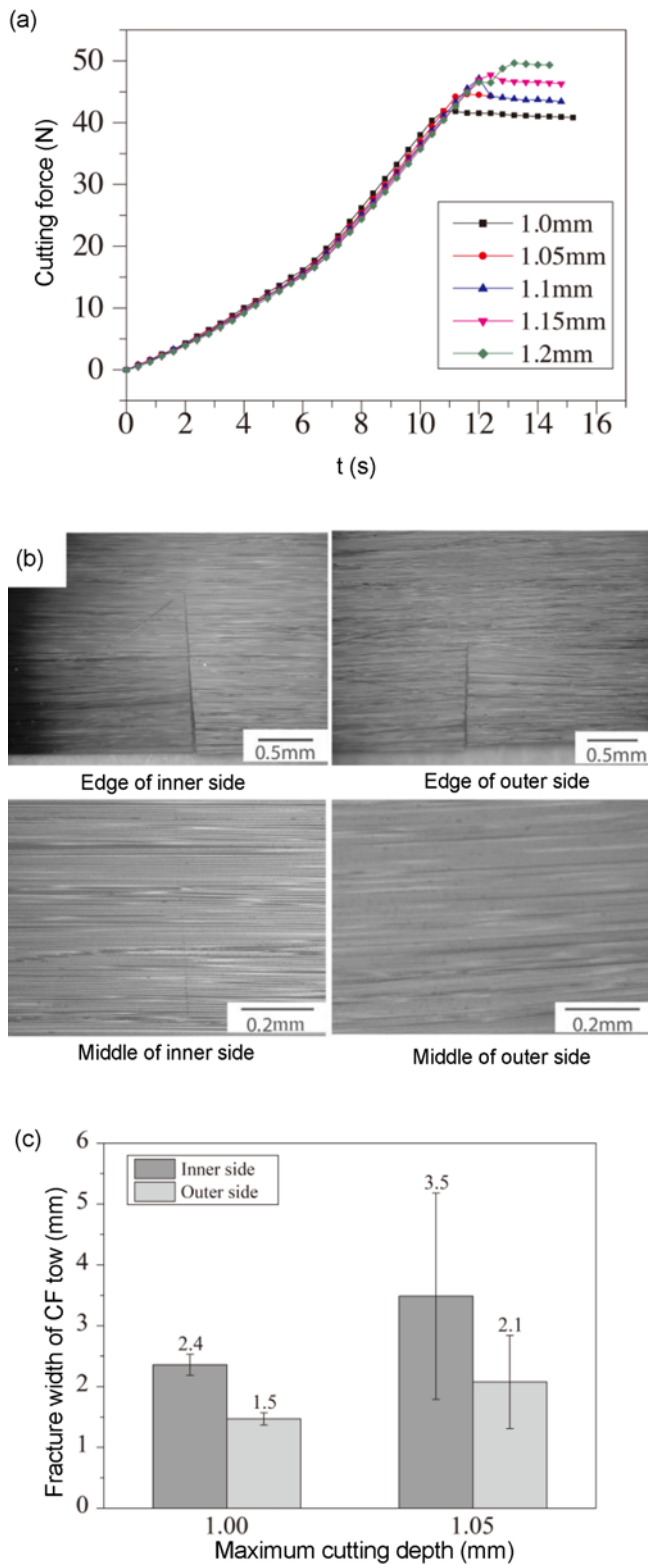 (a)
Cutting force (N)
50
40
30
20
10
0
1.0mm
1.05mm
1.1mm
1.15mm
1.2mm
0 2 4 6 8 10 12 14 16
t (s)
(b)
0.5mm 0.5mm
Edge of inner side Edge of outer side
0.2mm 0.2mm
Middle of inner side Middle of outer side
(c)
Fracture width of CF tow (mm)
6
5
4
3
2
1
0
Inner side
Outer side
2.4
1.5
3.5
2.1
1.00 1.05
Maximum cutting depth (mm)